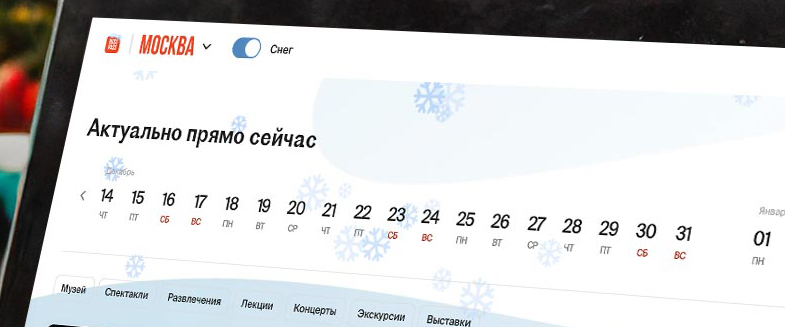 МОСКВА
Снег
Актуально прямо сейчас
Декабрь
Январ
14 15 16 17 18 19 20 21 22 23 24 25 26 27 28 29 30 31 01
ЧТ ПТ СБ ВС ПН ВТ СР ЧТ ПТ СБ ВС ПН ВТ СР ЧТ ПТ СБ ВС ПН
Музей Спектакли Развлечения Лекции Концерты Экскурсии Выставки